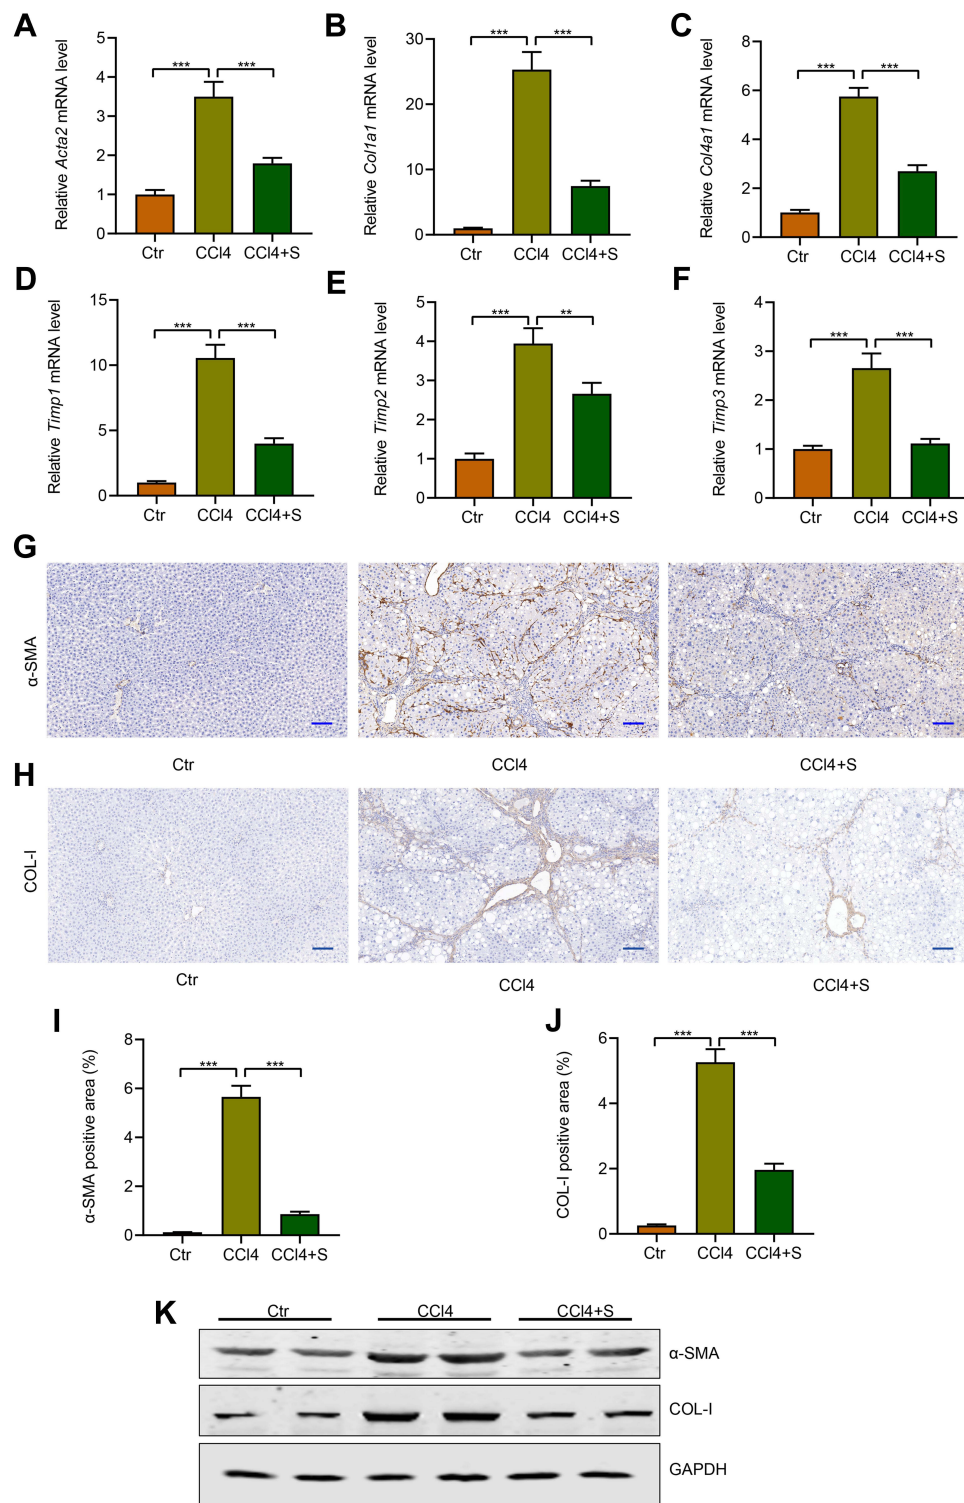 A
Relative Acta2 mRNA level
5
4
3
2
1
0
***
***
Ctr
CCl4
CCl4+S
B
Relative Col1a1 mRNA level
30
20
10
0
***
***
Ctr
CCl4
CCl4+S
C
Relative Col4a1 mRNA level
8
6
4
2
0
***
***
Ctr
CCl4
CCl4+S
D
Relative Timp1 mRNA level
15
10
5
0
***
***
Ctr
CCl4
CCl4+S
E
Relative Timp2 mRNA level
5
4
3
2
1
0
***
**
Ctr
CCl4
CCl4+S
F
Relative Timp3 mRNA level
4
3
2
1
0
***
***
Ctr
CCl4
CCl4+S
G
α-SMA
Ctr
CCl4
CCl4+S
H
COL-I
Ctr
CCl4
CCl4+S
I
α-SMA positive area (%)
8
6
4
2
0
***
***
Ctr
CCl4
CCl4+S
J
COL-I positive area (%)
6
4
2
0
***
***
Ctr
CCl4
CCl4+S
K
Ctr
CCl4
CCl4+S
α-SMA
COL-I
GAPDH